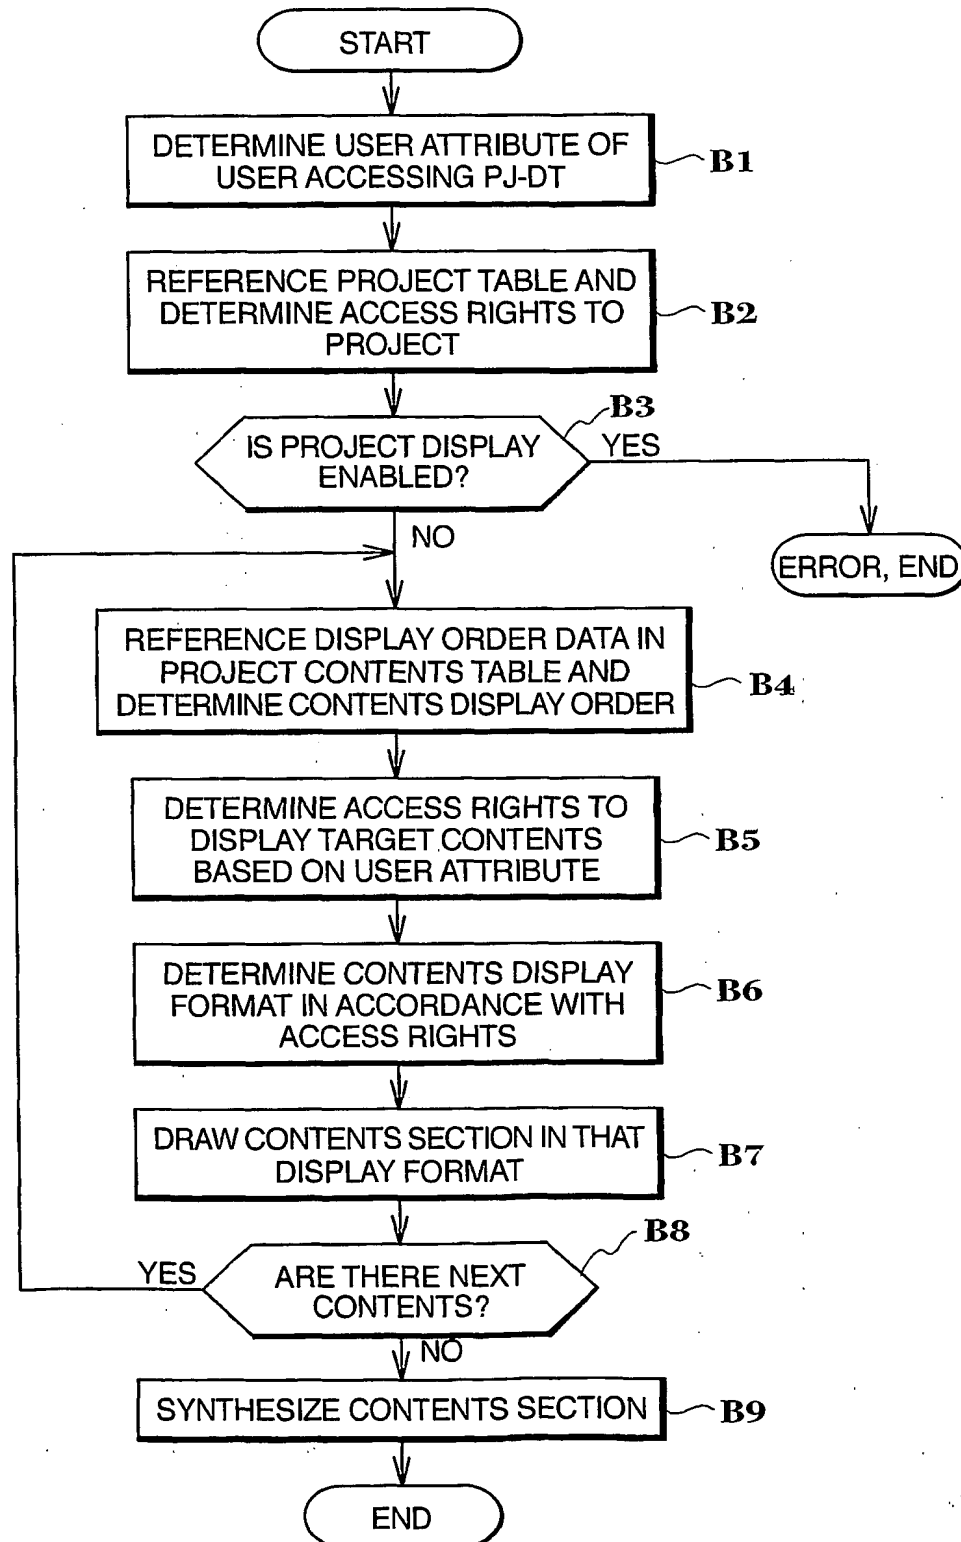 START
DETERMINE USER ATTRIBUTE OF
USER ACCESSING PJ-DT
B1
REFERENCE PROJECT TABLE AND
DETERMINE ACCESS RIGHTS TO
PROJECT
B2
B3
IS PROJECT DISPLAY
ENABLED?
YES
NO
ERROR, END
REFERENCE DISPLAY ORDER DATA IN
PROJECT CONTENTS TABLE AND
DETERMINE CONTENTS DISPLAY ORDER
B4
DETERMINE ACCESS RIGHTS TO
DISPLAY TARGET CONTENTS
BASED ON USER ATTRIBUTE
B5
DETERMINE CONTENTS DISPLAY
FORMAT IN ACCORDANCE WITH
ACCESS RIGHTS
B6
DRAW CONTENTS SECTION IN THAT
DISPLAY FORMAT
B7
B8
YES
ARE THERE NEXT
CONTENTS?
NO
SYNTHESIZE CONTENTS SECTION
B9
END